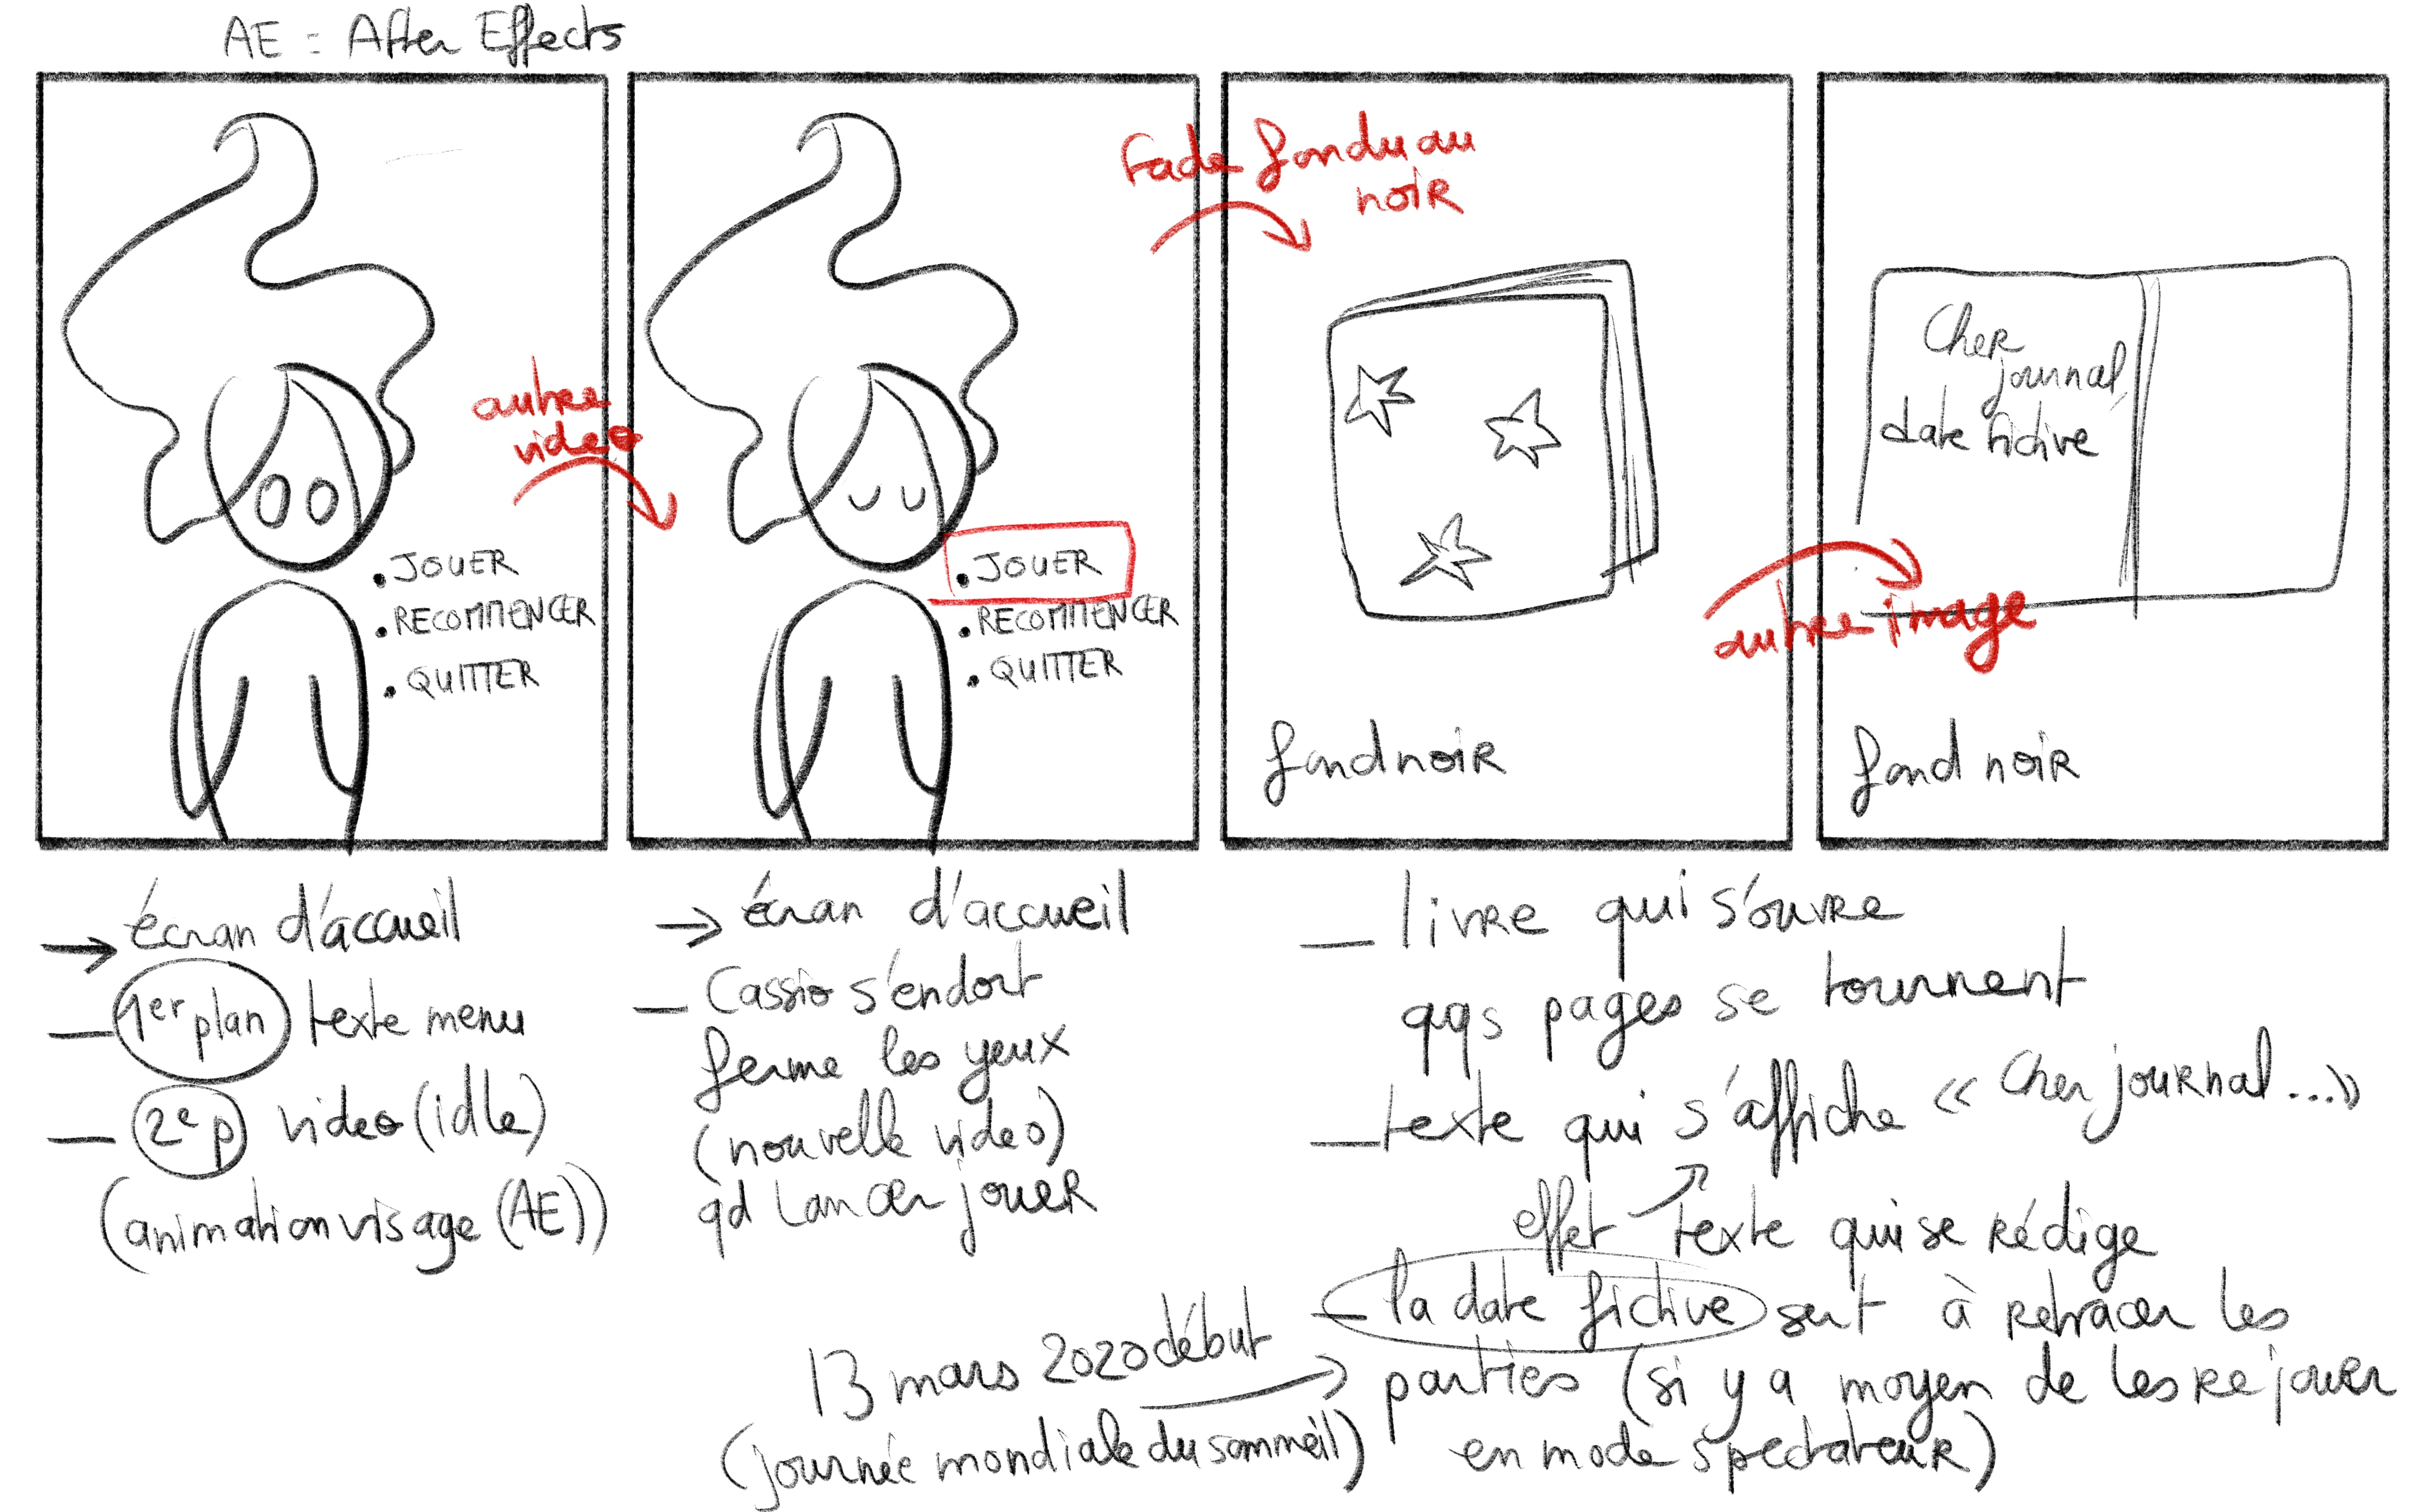 AE = After Effects
• JOUER
• RECOMMENCER
• QUITTER
autre
video
• JOUER
• RECOMMENCER
• QUITTER
Fade fondu au
noir
fond noir
autre image
Cher
journal,
date fictive
fond noir
→ écran d'accueil
— 1er plan texte menu
— 2e p video (idle)
(animation visage (AE))
→ écran d'accueil
— Cassio s'endort
ferme les yeux
(nouvelle video)
qd Lancer jouer
— livre qui s'ouvre
qqs pages se tournent
— texte qui s'affiche « Cher journal...»
effet texte qui se rédige
— la date fictive sert à retracer les
parties (si y a moyen de les rejouer
en mode spectateur)
13 mars 2020 début →
(journée mondiale du sommeil)